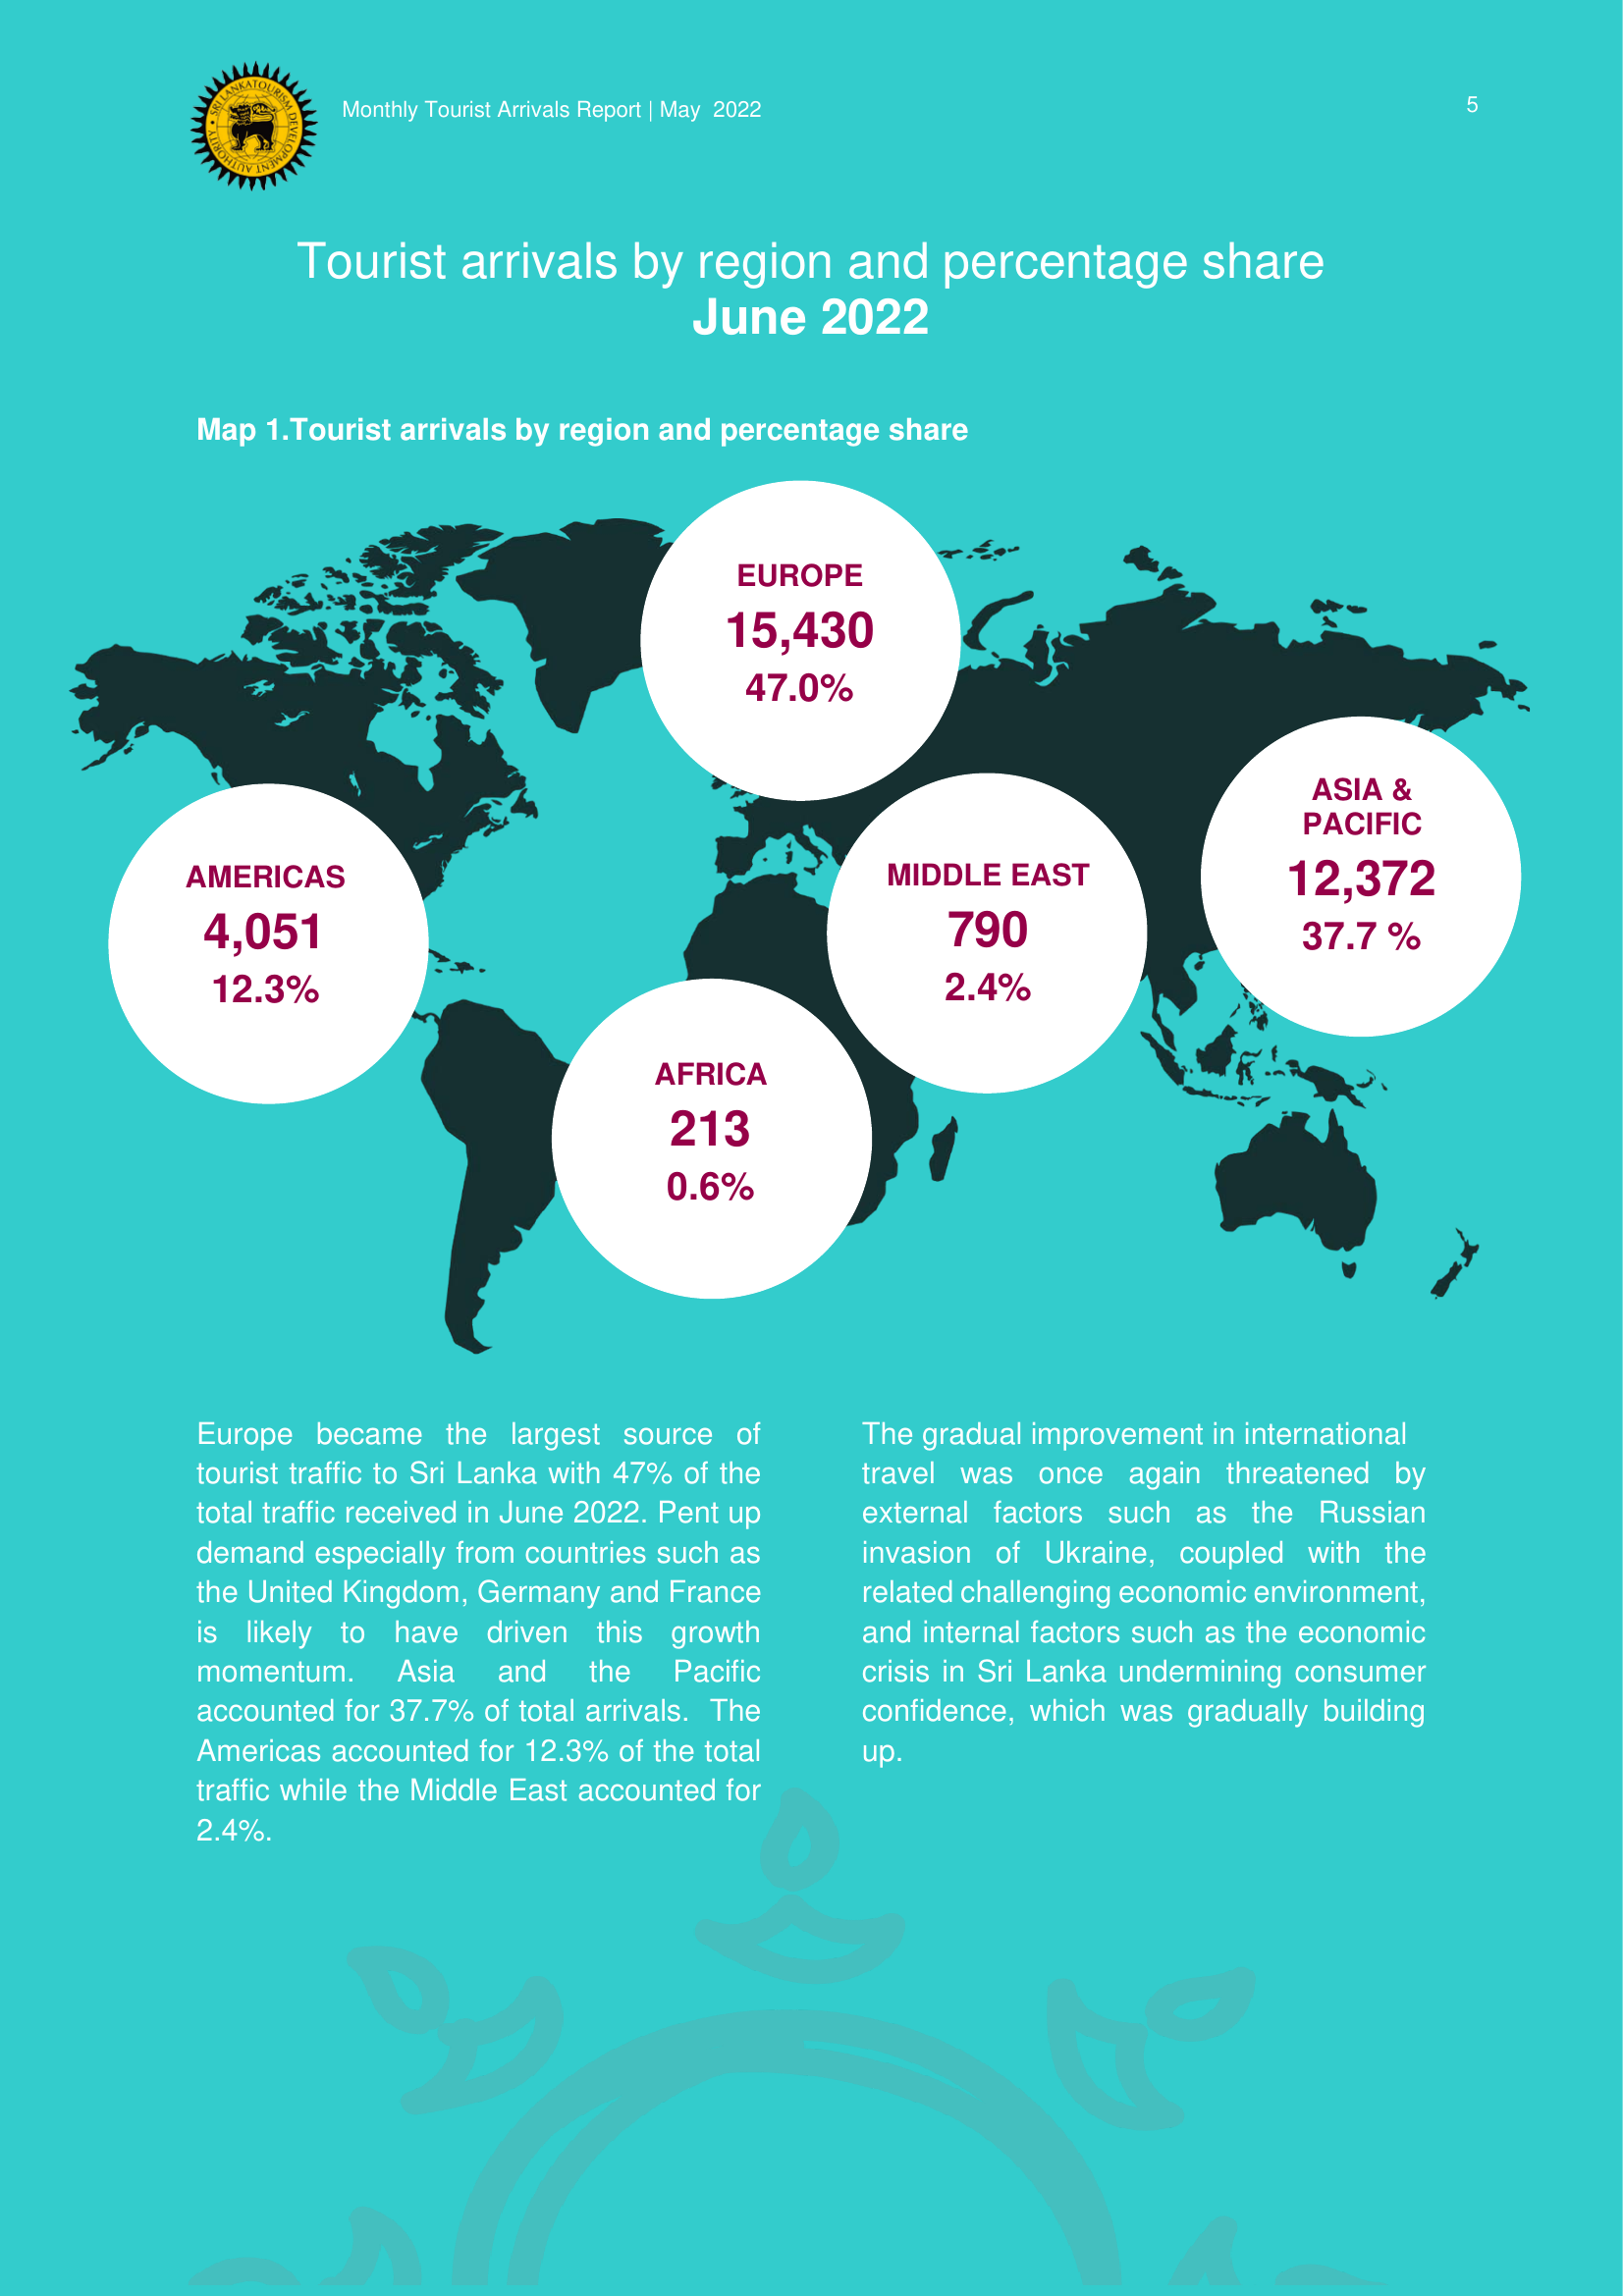 SRI LANKA TOURISM DEVELOPMENT AUTHORITY
Monthly Tourist Arrivals Report | May  2022
5
Tourist arrivals by region and percentage share
June 2022
Map 1.Tourist arrivals by region and percentage share
EUROPE
15,430
47.0%
ASIA &
PACIFIC
12,372
37.7 %
AMERICAS
4,051
12.3%
MIDDLE EAST
790
2.4%
AFRICA
213
0.6%
Europe became the largest source of
tourist traffic to Sri Lanka with 47% of the
total traffic received in June 2022. Pent up
demand especially from countries such as
the United Kingdom, Germany and France
is likely to have driven this growth
momentum. Asia and the Pacific
accounted for 37.7% of total arrivals.  The
Americas accounted for 12.3% of the total
traffic while the Middle East accounted for
2.4%.
The gradual improvement in international
travel was once again threatened by
external factors such as the Russian
invasion of Ukraine, coupled with the
related challenging economic environment,
and internal factors such as the economic
crisis in Sri Lanka undermining consumer
confidence, which was gradually building
up.